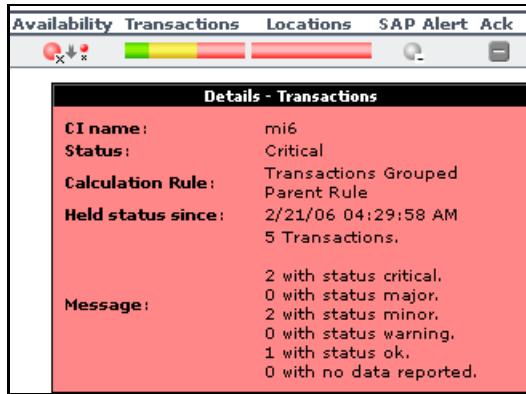 Availability Transactions Locations SAP Alert Ack
Details - Transactions
CI name: mi6
Status: Critical
Calculation Rule: Transactions Grouped
Parent Rule
Held status since: 2/21/06 04:29:58 AM
5 Transactions.
2 with status critical.
0 with status major.
Message: 2 with status minor.
0 with status warning.
1 with status ok.
0 with no data reported.